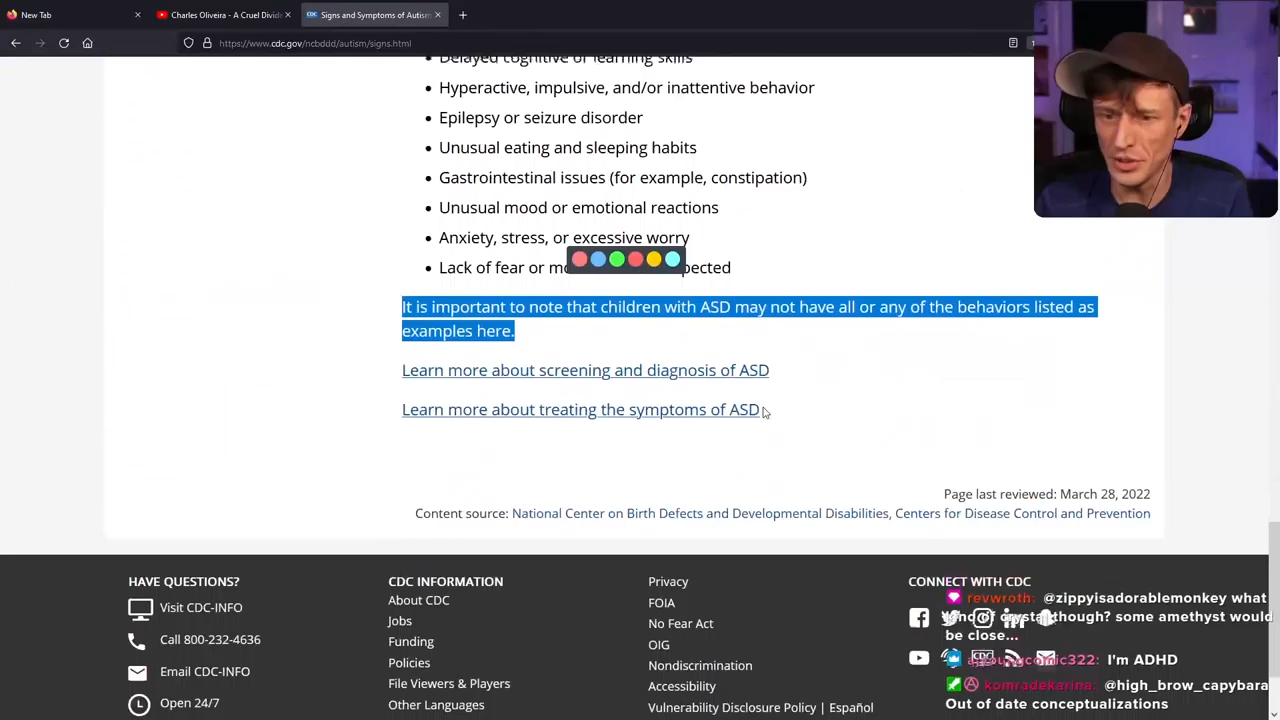 New Tab
Charles Oliveira - A Cruel Divide
CDC
Signs and Symptoms of Autism
https://www.cdc.gov/ncbddd/autism/signs.html
Delayed cognitive or learning skills
Hyperactive, impulsive, and/or inattentive behavior
Epilepsy or seizure disorder
Unusual eating and sleeping habits
Gastrointestinal issues (for example, constipation)
Unusual mood or emotional reactions
Anxiety, stress, or excessive worry
Lack of fear or mo pected
It is important to note that children with ASD may not have all or any of the behaviors listed as
examples here.
Learn more about screening and diagnosis of ASD
Learn more about treating the symptoms of ASD
Page last reviewed: March 28, 2022
Content source: National Center on Birth Defects and Developmental Disabilities, Centers for Disease Control and Prevention
HAVE QUESTIONS?
Visit CDC-INFO
Call 800-232-4636
Email CDC-INFO
Open 24/7
CDC INFORMATION
About CDC
Jobs
Funding
Policies
File Viewers & Players
Other Languages
Privacy
FOIA
No Fear Act
OIG
Nondiscrimination
Accessibility
Vulnerability Disclosure Policy | Español
CONNECT WITH CDC
revwroth: @zippyisadorablemonkey what
kind of crystal though? some amethyst would
be close...
I'm ADHD
komradekarina: @high_brow_capybara
Out of date conceptualizations